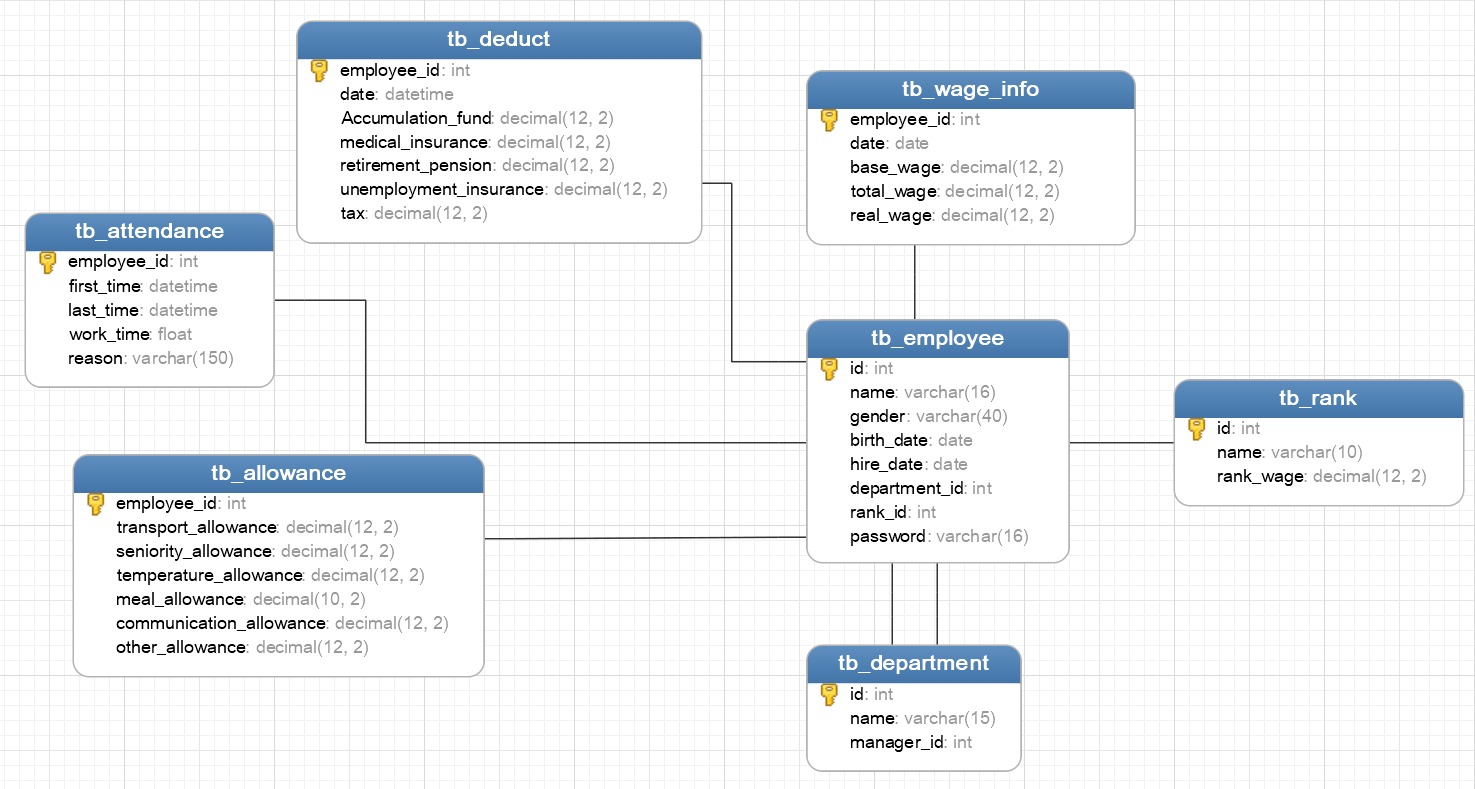 tb_deduct
employee_id: int
date: datetime
Accumulation_fund: decimal(12, 2)
medical_insurance: decimal(12, 2)
retirement_pension: decimal(12, 2)
unemployment_insurance: decimal(12, 2)
tax: decimal(12, 2)
tb_wage_info
employee_id: int
date: date
base_wage: decimal(12, 2)
total_wage: decimal(12, 2)
real_wage: decimal(12, 2)
tb_attendance
employee_id: int
first_time: datetime
last_time: datetime
work_time: float
reason: varchar(150)
tb_employee
id: int
name: varchar(16)
gender: varchar(40)
birth_date: date
hire_date: date
department_id: int
rank_id: int
password: varchar(16)
tb_rank
id: int
name: varchar(10)
rank_wage: decimal(12, 2)
tb_allowance
employee_id: int
transport_allowance: decimal(12, 2)
seniority_allowance: decimal(12, 2)
temperature_allowance: decimal(12, 2)
meal_allowance: decimal(10, 2)
communication_allowance: decimal(12, 2)
other_allowance: decimal(12, 2)
tb_department
id: int
name: varchar(15)
manager_id: int